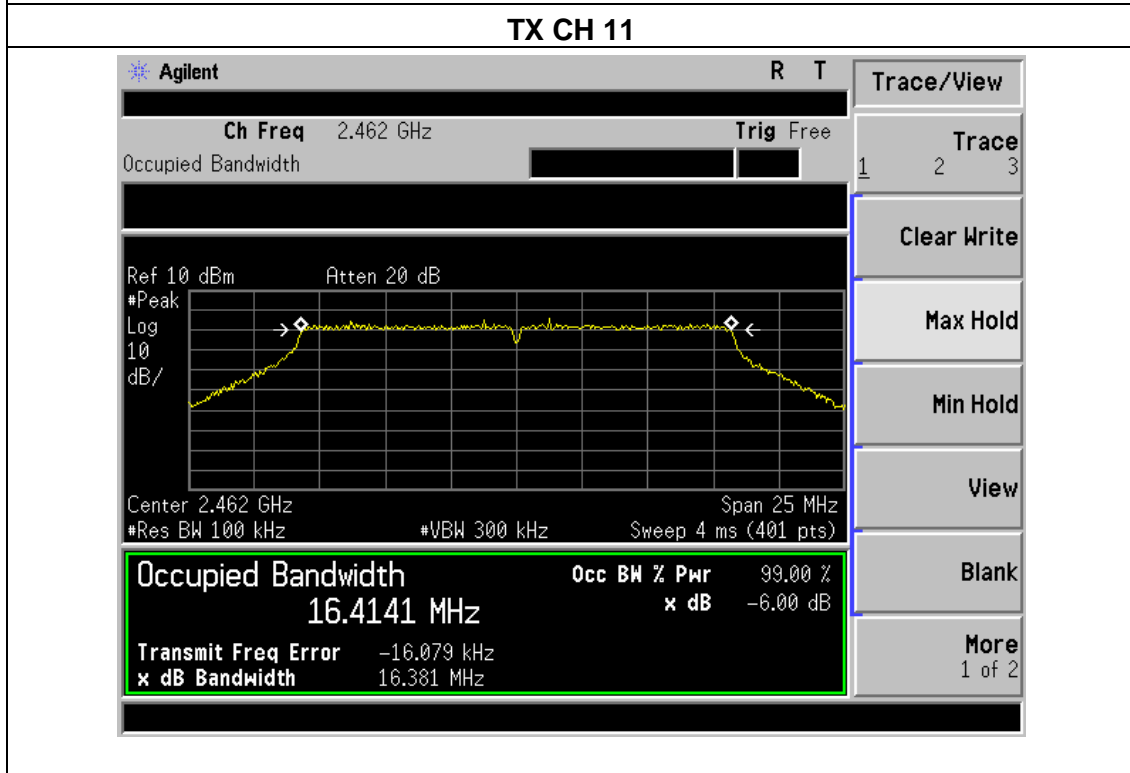 TX CH 11
Agilent R T
Trace/View
Ch Freq 2.462 GHz Trig Free
Occupied Bandwidth
Trace
1 2 3
Clear Write
Ref 10 dBm Atten 20 dB
#Peak
Log
10
dB/
Max Hold
Min Hold
View
Center 2.462 GHz Span 25 MHz
#Res BW 100 kHz #VBW 300 kHz Sweep 4 ms (401 pts)
Occupied Bandwidth Occ BW % Pwr 99.00 %
16.4141 MHz x dB -6.00 dB
Blank
Transmit Freq Error -16.079 kHz
x dB Bandwidth 16.381 MHz
More
1 of 2